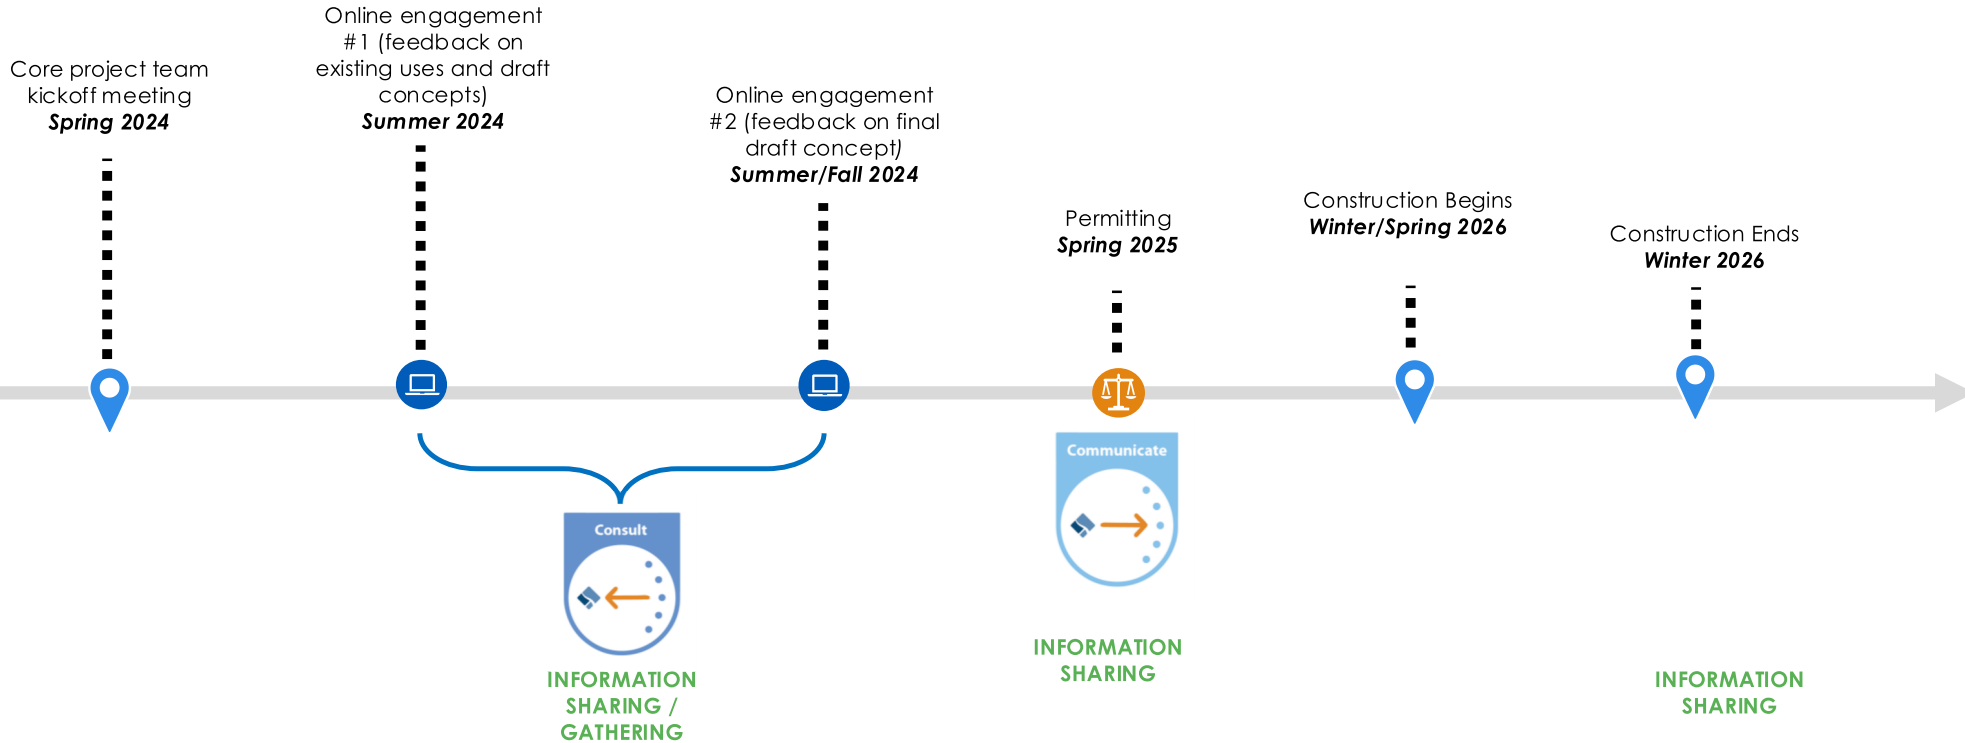 Core project team
kickoff meeting
Spring 2024
Online engagement
#1 (feedback on
existing uses and draft
concepts)
Summer 2024
Online engagement
#2 (feedback on final
draft concept)
Summer/Fall 2024
Permitting
Spring 2025
Construction Begins
Winter/Spring 2026
Construction Ends
Winter 2026
Consult
INFORMATION
SHARING /
GATHERING
Communicate
INFORMATION
SHARING
INFORMATION
SHARING